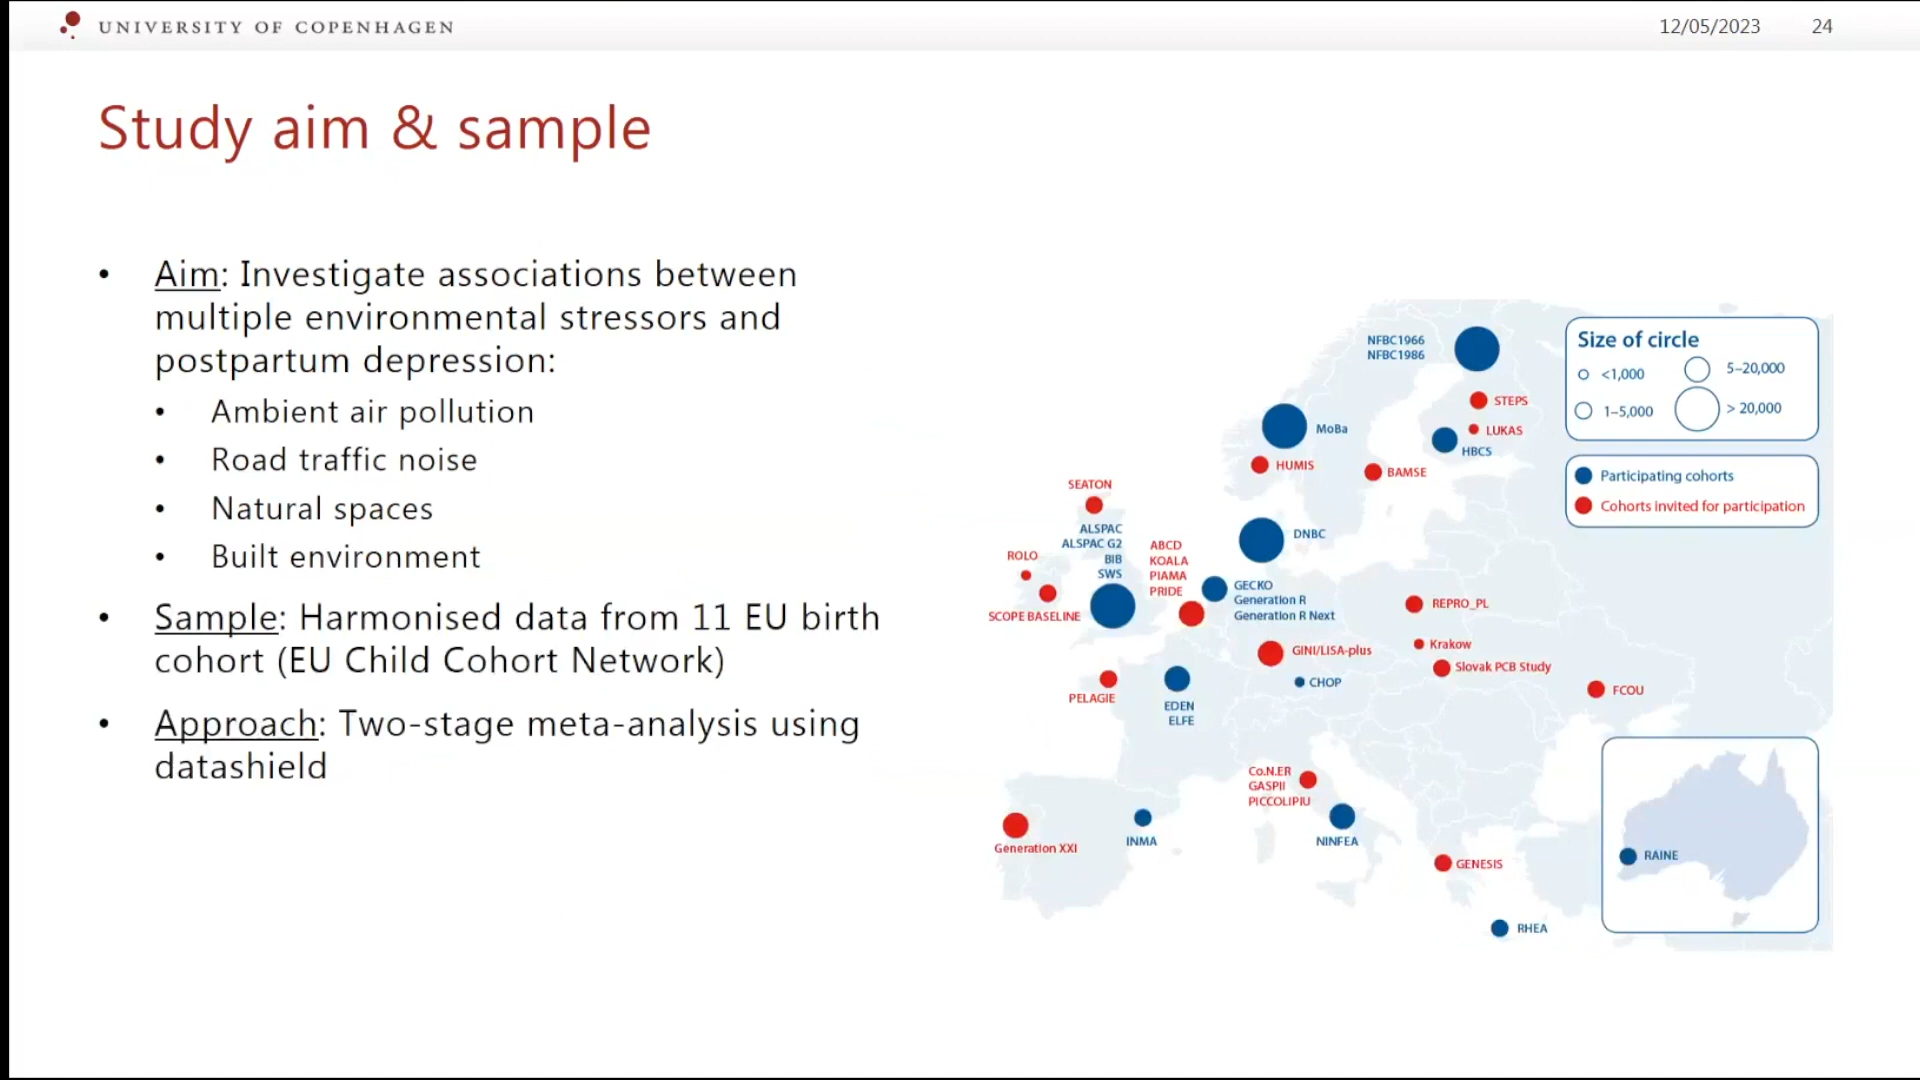 UNIVERSITY OF COPENHAGEN
12/05/2023 24
Study aim & sample
• Aim: Investigate associations between
multiple environmental stressors and
postpartum depression:
• Ambient air pollution
• Road traffic noise
• Natural spaces
• Built environment
• Sample: Harmonised data from 11 EU birth
cohort (EU Child Cohort Network)
• Approach: Two-stage meta-analysis using
datashield
NFBC1966
NFBC1986
STEPS
LUKAS
HBCS
MoBa
HUMIS
BAMSE
SEATON
ALSPAC
ALSPAC G2
BIB
SWS
ROLO
SCOPE BASELINE
ABCD
KOALA
PIAMA
PRIDE
DNBC
GECKO
Generation R
Generation R Next
REPRO_PL
GINI/LISA-plus
Krakow
Slovak PCB Study
CHOP
FCOU
PELAGIE
EDEN
ELFE
Co.N.ER
GASPII
PICCOLIPIU
Generation XXI
INMA
NINFEA
GENESIS
RHEA
Size of circle
<1,000
5–20,000
1–5,000
> 20,000
Participating cohorts
Cohorts invited for participation
RAINE